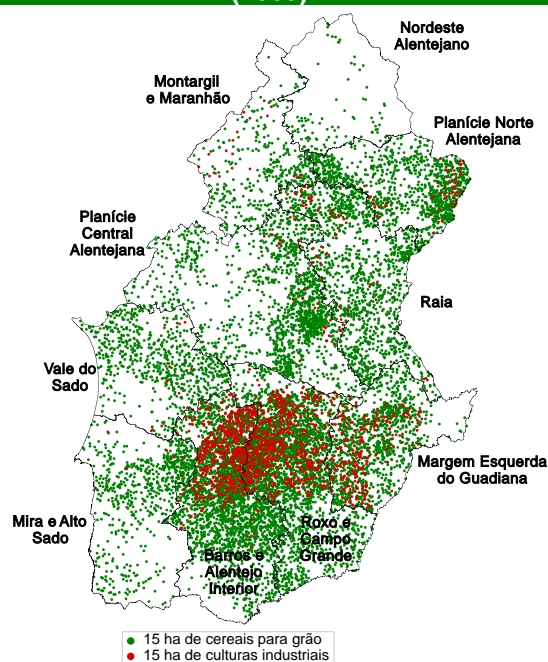 Nordeste
Alentejano
Montargil
e Maranhão
Planície Norte
Alentejana
Planície
Central
Alentejana
Raia
Vale do
Sado
Margem Esquerda
do Guadiana
Mira e Alto
Sado
Roxo e
Campo
Grande
Barros e
Alentejo
Interior
15 ha de cereais para grão
15 ha de culturas industriais